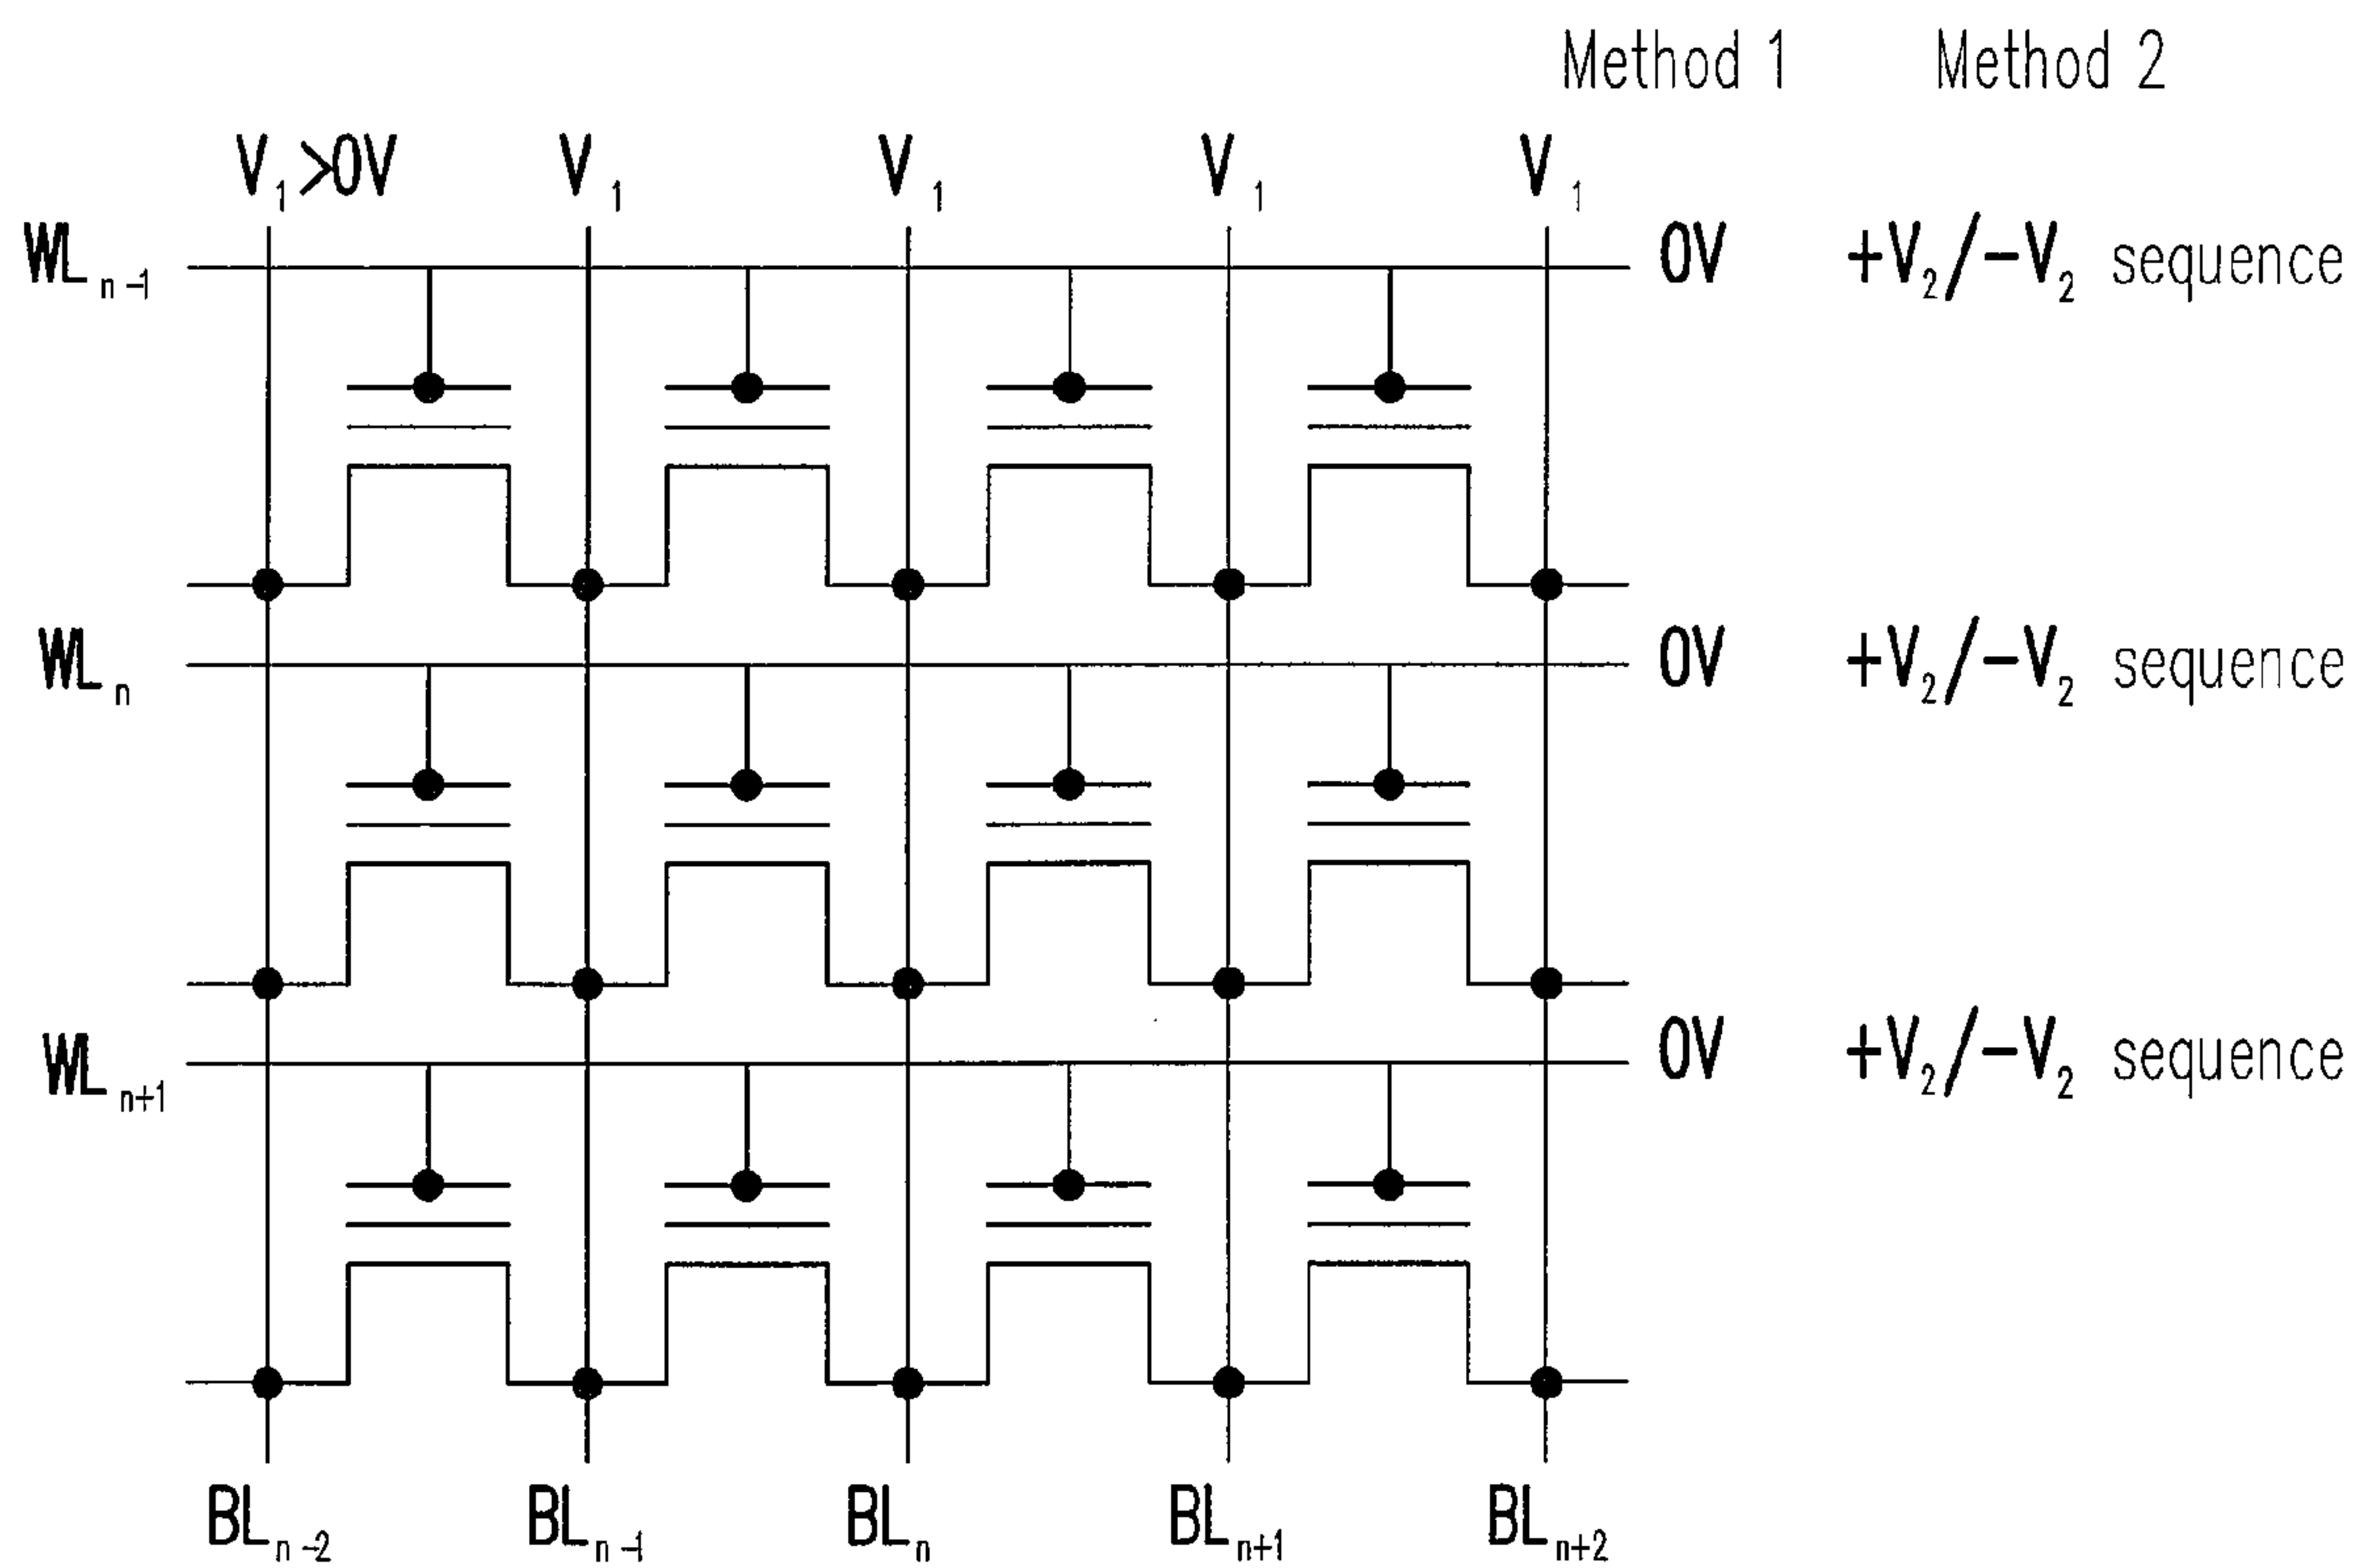 Method 1 Method 2
V₁>0V V₁ V₁ V₁ V₁
WLₙ₋₁ 0V +V₂/−V₂ sequence
WLₙ 0V +V₂/−V₂ sequence
WLₙ₊₁ 0V +V₂/−V₂ sequence
BLₙ₋₂ BLₙ₋₁ BLₙ BLₙ₊₁ BLₙ₊₂